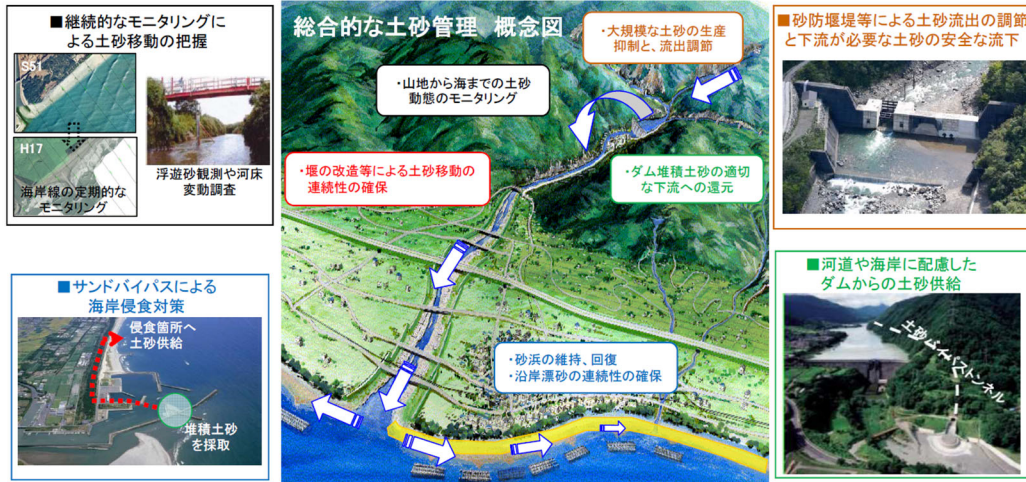 ■継続的なモニタリングに
よる土砂移動の把握
S51
H17
海岸線の定期的な
モニタリング
浮遊砂観測や河床
変動調査
■サンドバイパスによる
海岸侵食対策
侵食箇所へ
土砂供給
堆積土砂
を採取
総合的な土砂管理 概念図
・大規模な土砂の生産
抑制と、流出調節
・山地から海までの土砂
動態のモニタリング
・堰の改造等による土砂移動の
連続性の確保
・ダム堆積土砂の適切
な下流への還元
・砂浜の維持、回復
・沿岸漂砂の連続性の確保
■砂防堰堤等による土砂流出の調節
と下流が必要な土砂の安全な流下
■河道や海岸に配慮した
ダムからの土砂供給
土砂バイパストンネル